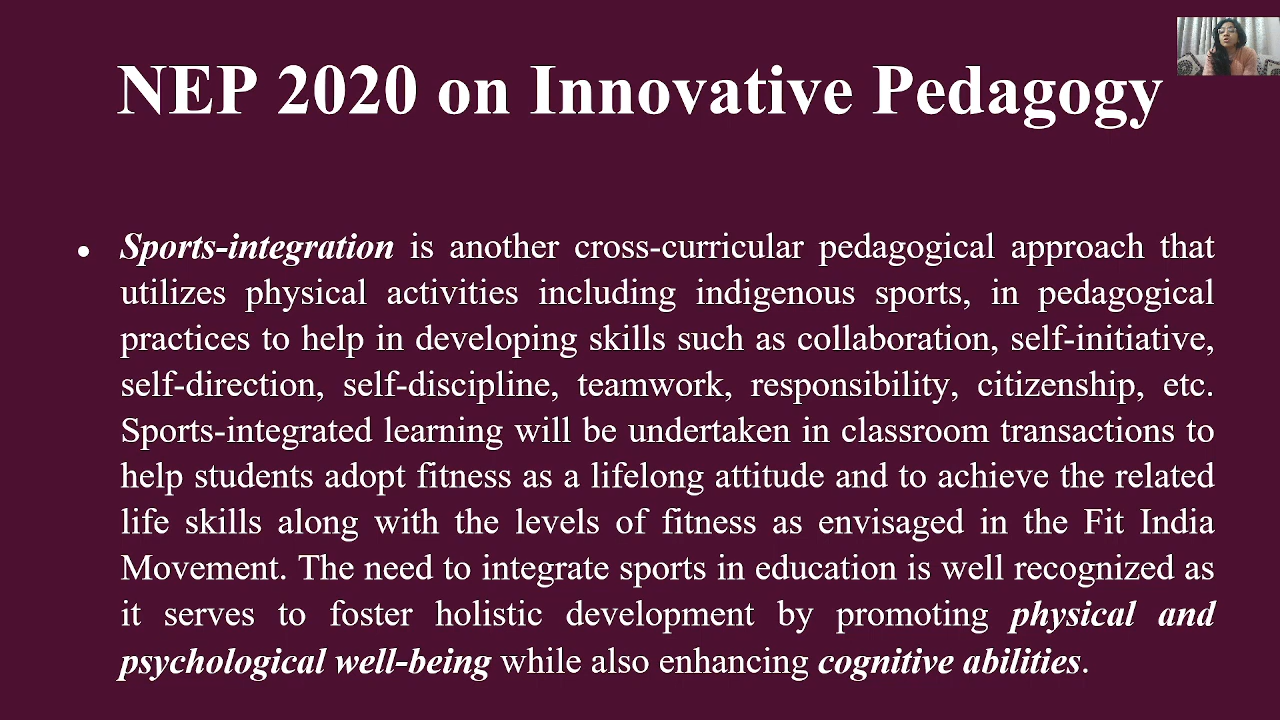 NEP 2020 on Innovative Pedagogy
• Sports-integration is another cross-curricular pedagogical approach that
utilizes physical activities including indigenous sports, in pedagogical
practices to help in developing skills such as collaboration, self-initiative,
self-direction, self-discipline, teamwork, responsibility, citizenship, etc.
Sports-integrated learning will be undertaken in classroom transactions to
help students adopt fitness as a lifelong attitude and to achieve the related
life skills along with the levels of fitness as envisaged in the Fit India
Movement. The need to integrate sports in education is well recognized as
it serves to foster holistic development by promoting physical and
psychological well-being while also enhancing cognitive abilities.